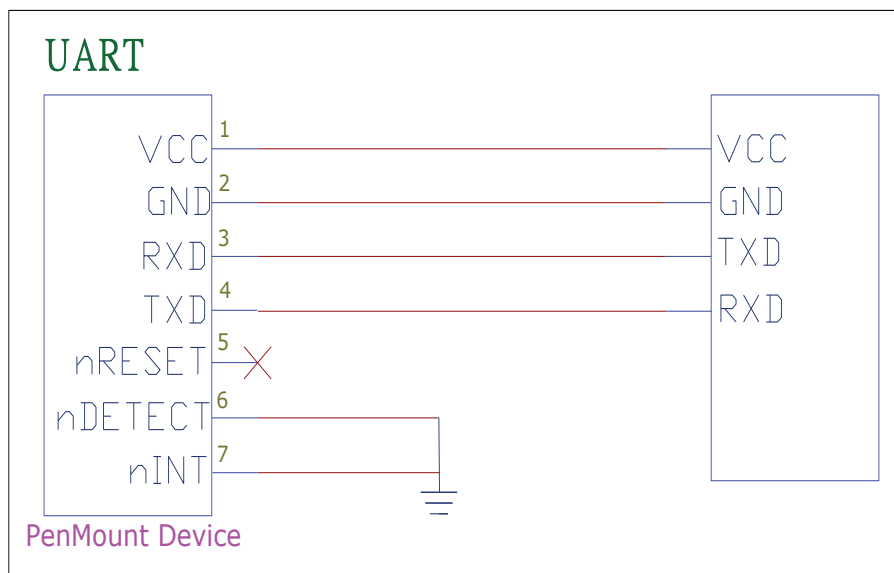 UART
VCC 1 VCC
GND 2 GND
RXD 3 TXD
TXD 4 RXD
nRESET 5
nDETECT 6
nINT 7
PenMount Device